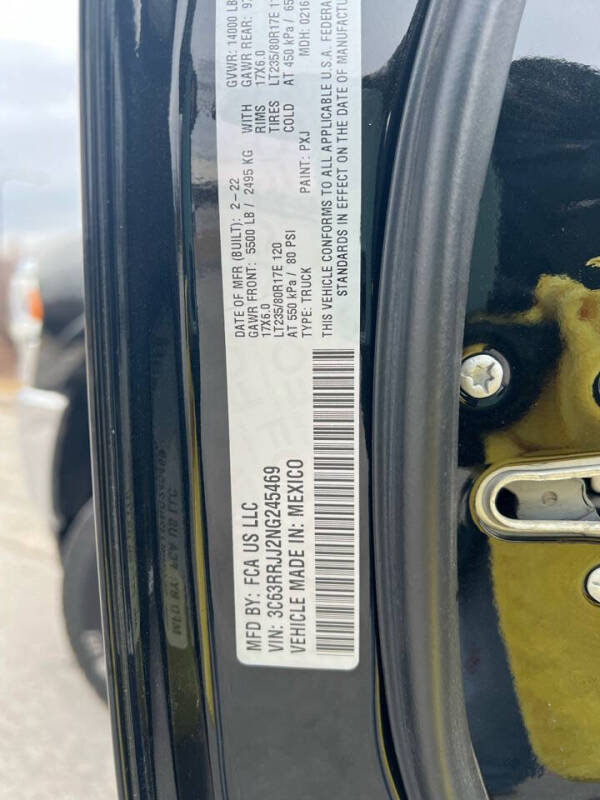 MFD BY: FCA US LLC
VIN: 3C63RRJJ2NG245469
VEHICLE MADE IN: MEXICO
DATE OF MFR (BUILT): 2-22
GAWR FRONT: 5500 LB / 2495 KG
17X6.0
LT235/80R17E 120
AT 550 kPa / 80 PSI
TYPE: TRUCK
PAINT: PXJ
WITH
RIMS
TIRES
COLD
GVWR: 14000 LB
GAWR REAR:
17X6.0
LT235/80R17E
AT 450 kPa / 65
MDH: 0216
THIS VEHICLE CONFORMS TO ALL APPLICABLE U.S.A. FEDERAL
STANDARDS IN EFFECT ON THE DATE OF MANUFACTU